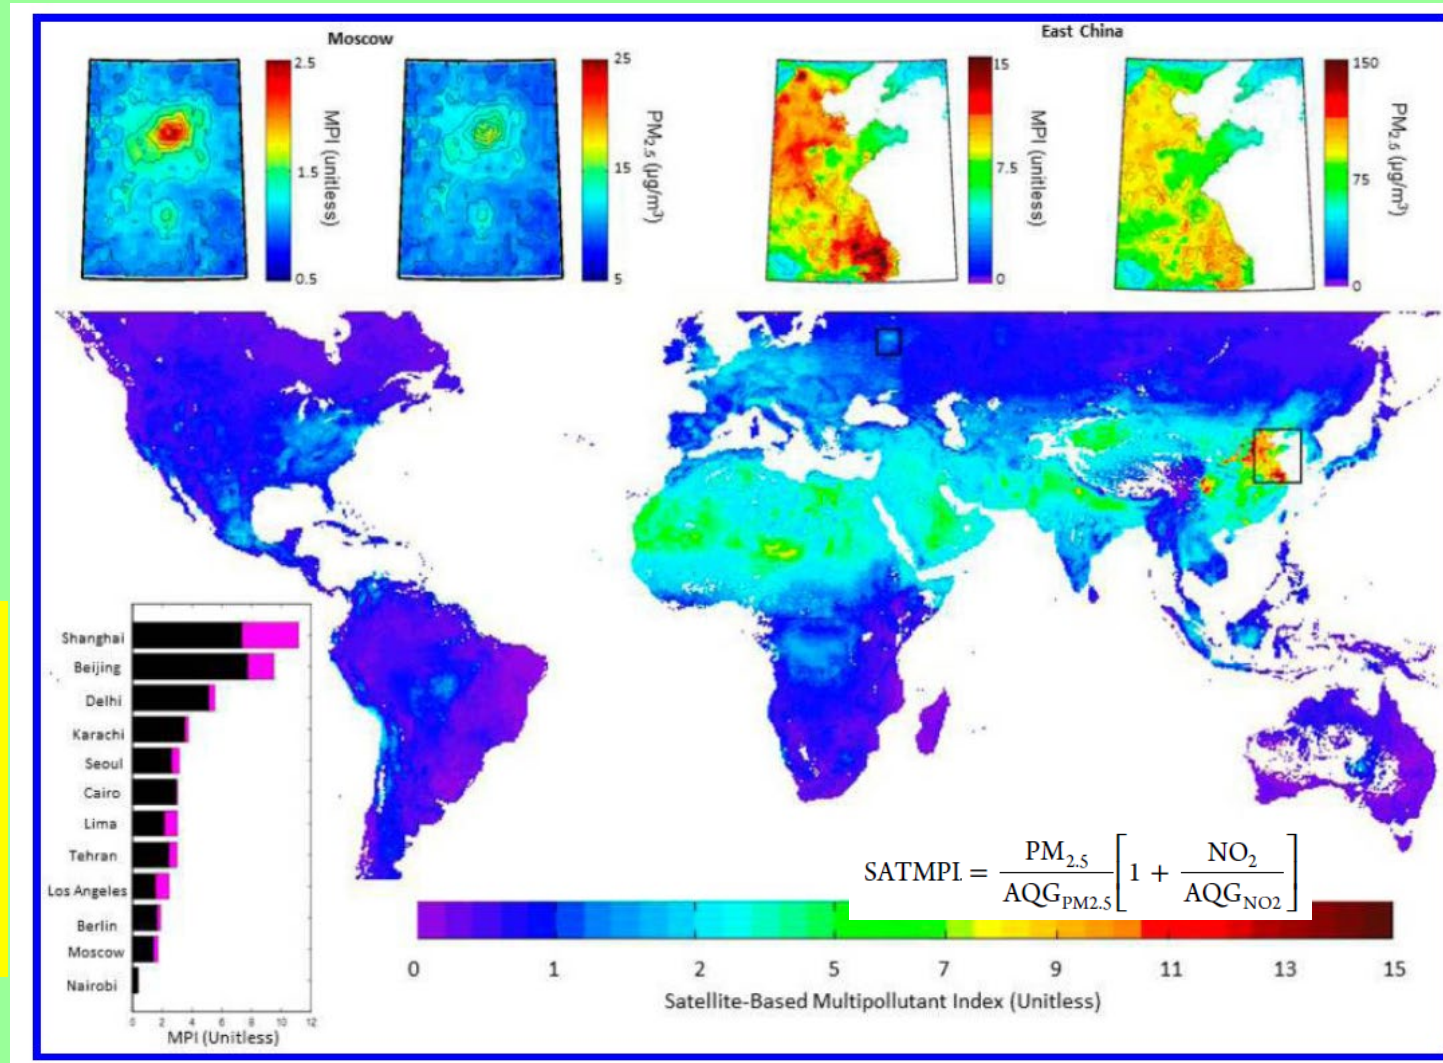 Moscow
East China
2.5
1.5
0.5
MPI (unitless)
25
15
5
PM2.5 (μg/m³)
15
7.5
0
MPI (unitless)
150
75
0
PM2.5 (μg/m³)
Shanghai
Beijing
Delhi
Karachi
Seoul
Cairo
Lima
Tehran
Los Angeles
Berlin
Moscow
Nairobi
0 2 4 6 8 10 12
MPI (Unitless)
SATMPI = PM2.5 / AQGPM2.5 [1 + NO2 / AQGNO2]
0 1 2 5 7 9 11 13 15
Satellite-Based Multipollutant Index (Unitless)